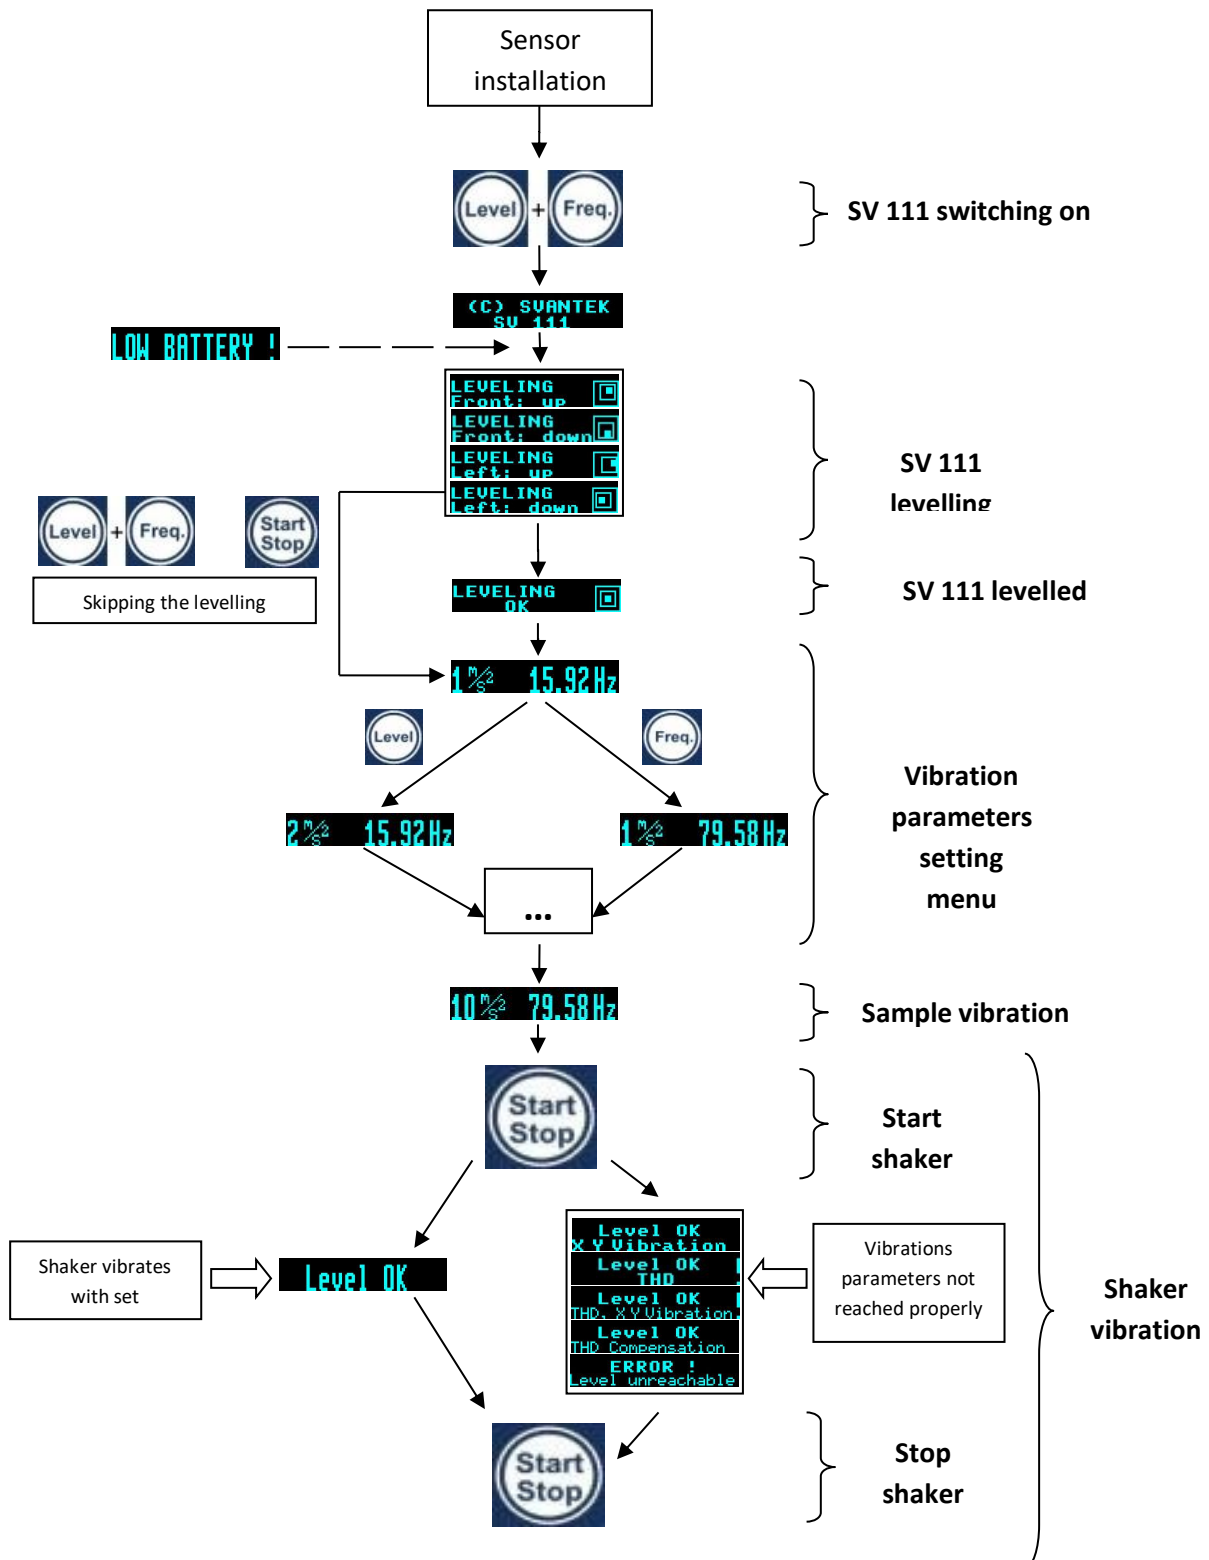 Sensor
installation
Level + Freq.
SV 111 switching on
(C) SVANTEK
SV 111
LOW BATTERY !
LEVELING
Front: up
LEVELING
Front: down
LEVELING
Left: up
LEVELING
Left: down
SV 111
levelling
Level + Freq.
Start
Stop
Skipping the levelling
LEVELING
OK
SV 111 levelled
1 m/s2 15.92Hz
Level
Freq.
2 m/s2 15.92Hz
1 m/s2 79.58Hz
Vibration
parameters
setting
menu
...
10 m/s2 79.58Hz
Sample vibration
Start
Stop
Start
shaker
Level OK
X Y Vibration
Level OK !
THD
Level OK !
THD. X Y Vibration
Level OK
THD Compensation
ERROR !
Level unreachable
Shaker vibrates
with set
Level OK
Vibrations
parameters not
reached properly
Shaker
vibration
Start
Stop
Stop
shaker